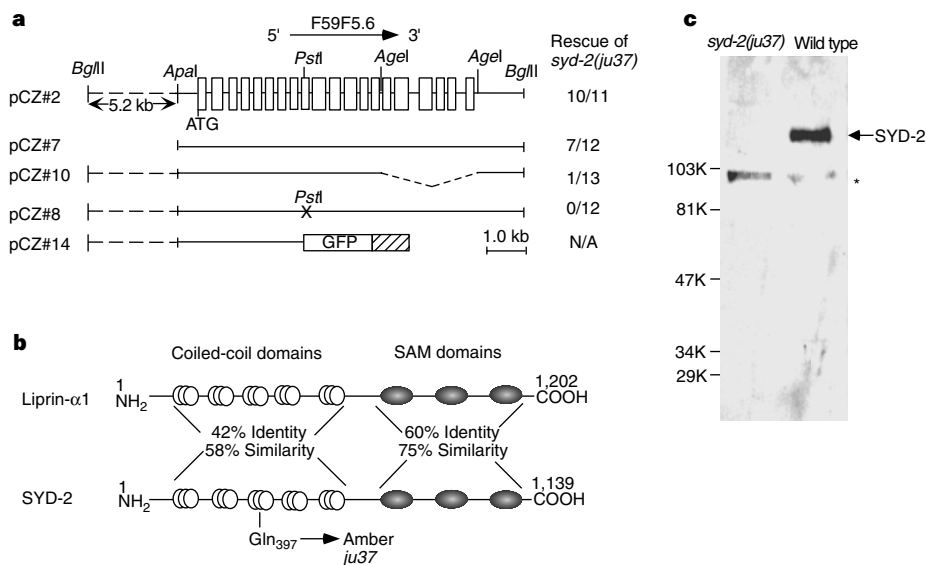 a
F59F5.6
5' 3'
BglII ApaI PstI AgeI AgeI BglII
Rescue of
syd-2(ju37)
pCZ#2 10/11
5.2 kb
ATG
pCZ#7 7/12
pCZ#10 1/13
PstI
pCZ#8 X 0/12
pCZ#14 GFP 1.0 kb N/A
b
Coiled-coil domains SAM domains
Liprin-α1 1 NH2 1,202 COOH
42% Identity 60% Identity
58% Similarity 75% Similarity
SYD-2 1 NH2 1,139 COOH
Gln397 Amber
ju37
c
syd-2(ju37) Wild type
SYD-2
103K
*
81K
47K
34K
29K